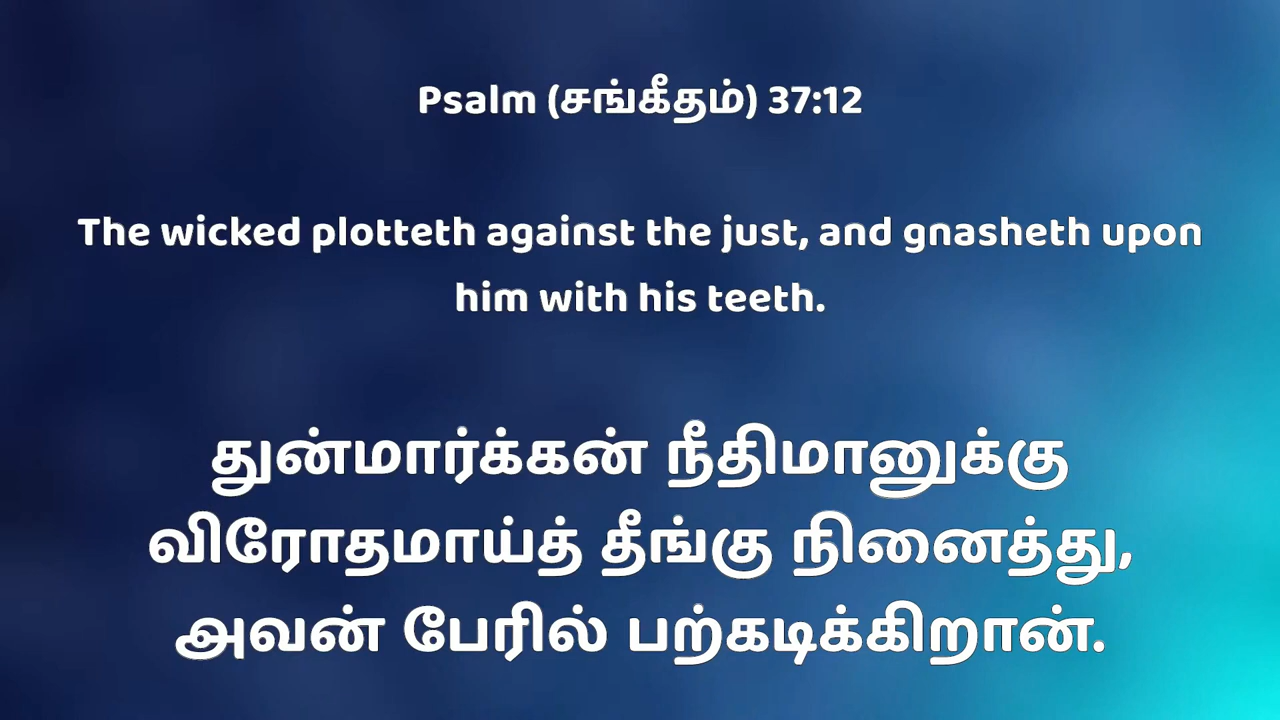 Psalm (சங்கீதம்) 37:12
The wicked plotteth against the just, and gnasheth upon
him with his teeth.
துன்மார்க்கன் நீதிமானுக்கு
விரோதமாய்த் தீங்கு நினைத்து,
அவன் பேரில் பற்கடிக்கிறான்.